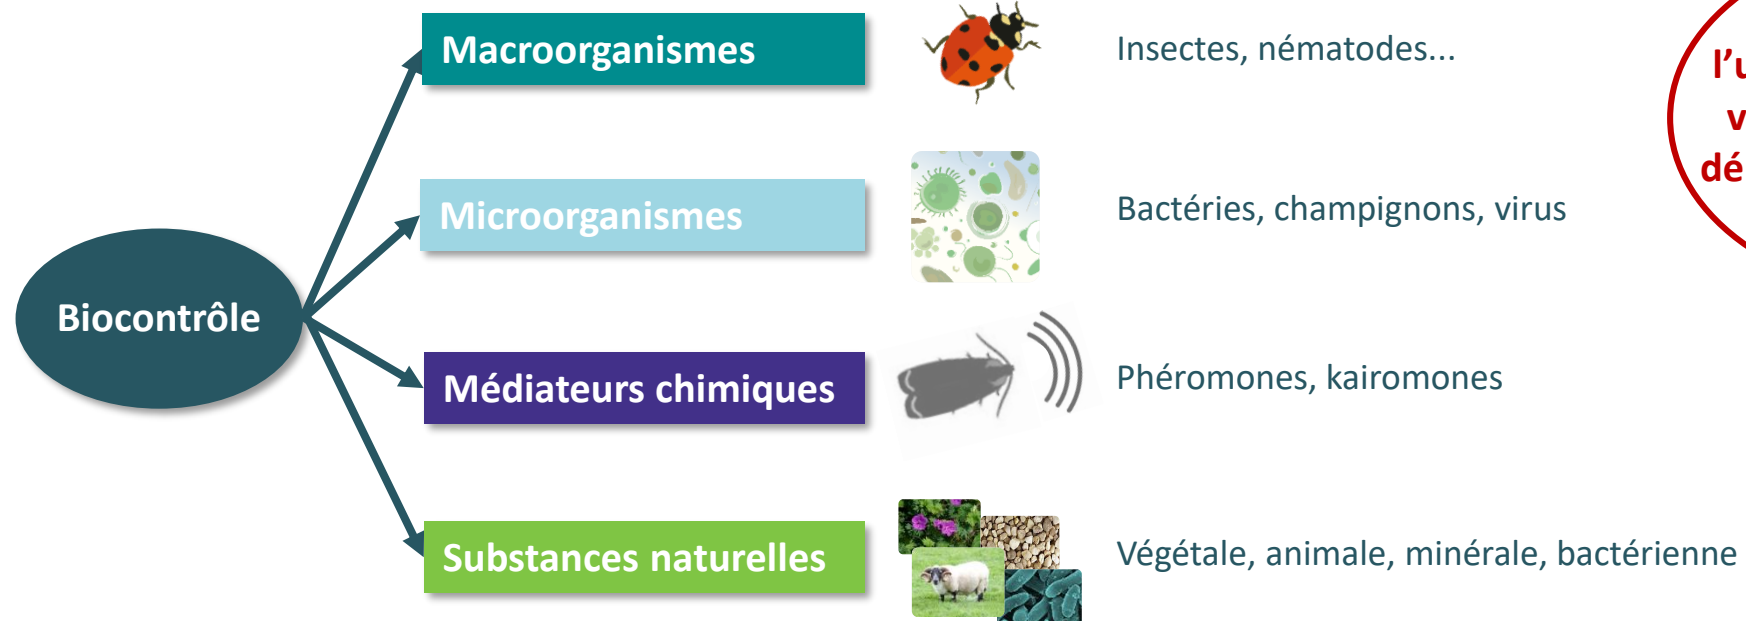 Macroorganismes
Insectes, nématodes...
Microorganismes
Bactéries, champignons, virus
Biocontrôle
Médiateurs chimiques
Phéromones, kairomones
Substances naturelles
Végétale, animale, minérale, bactérienne